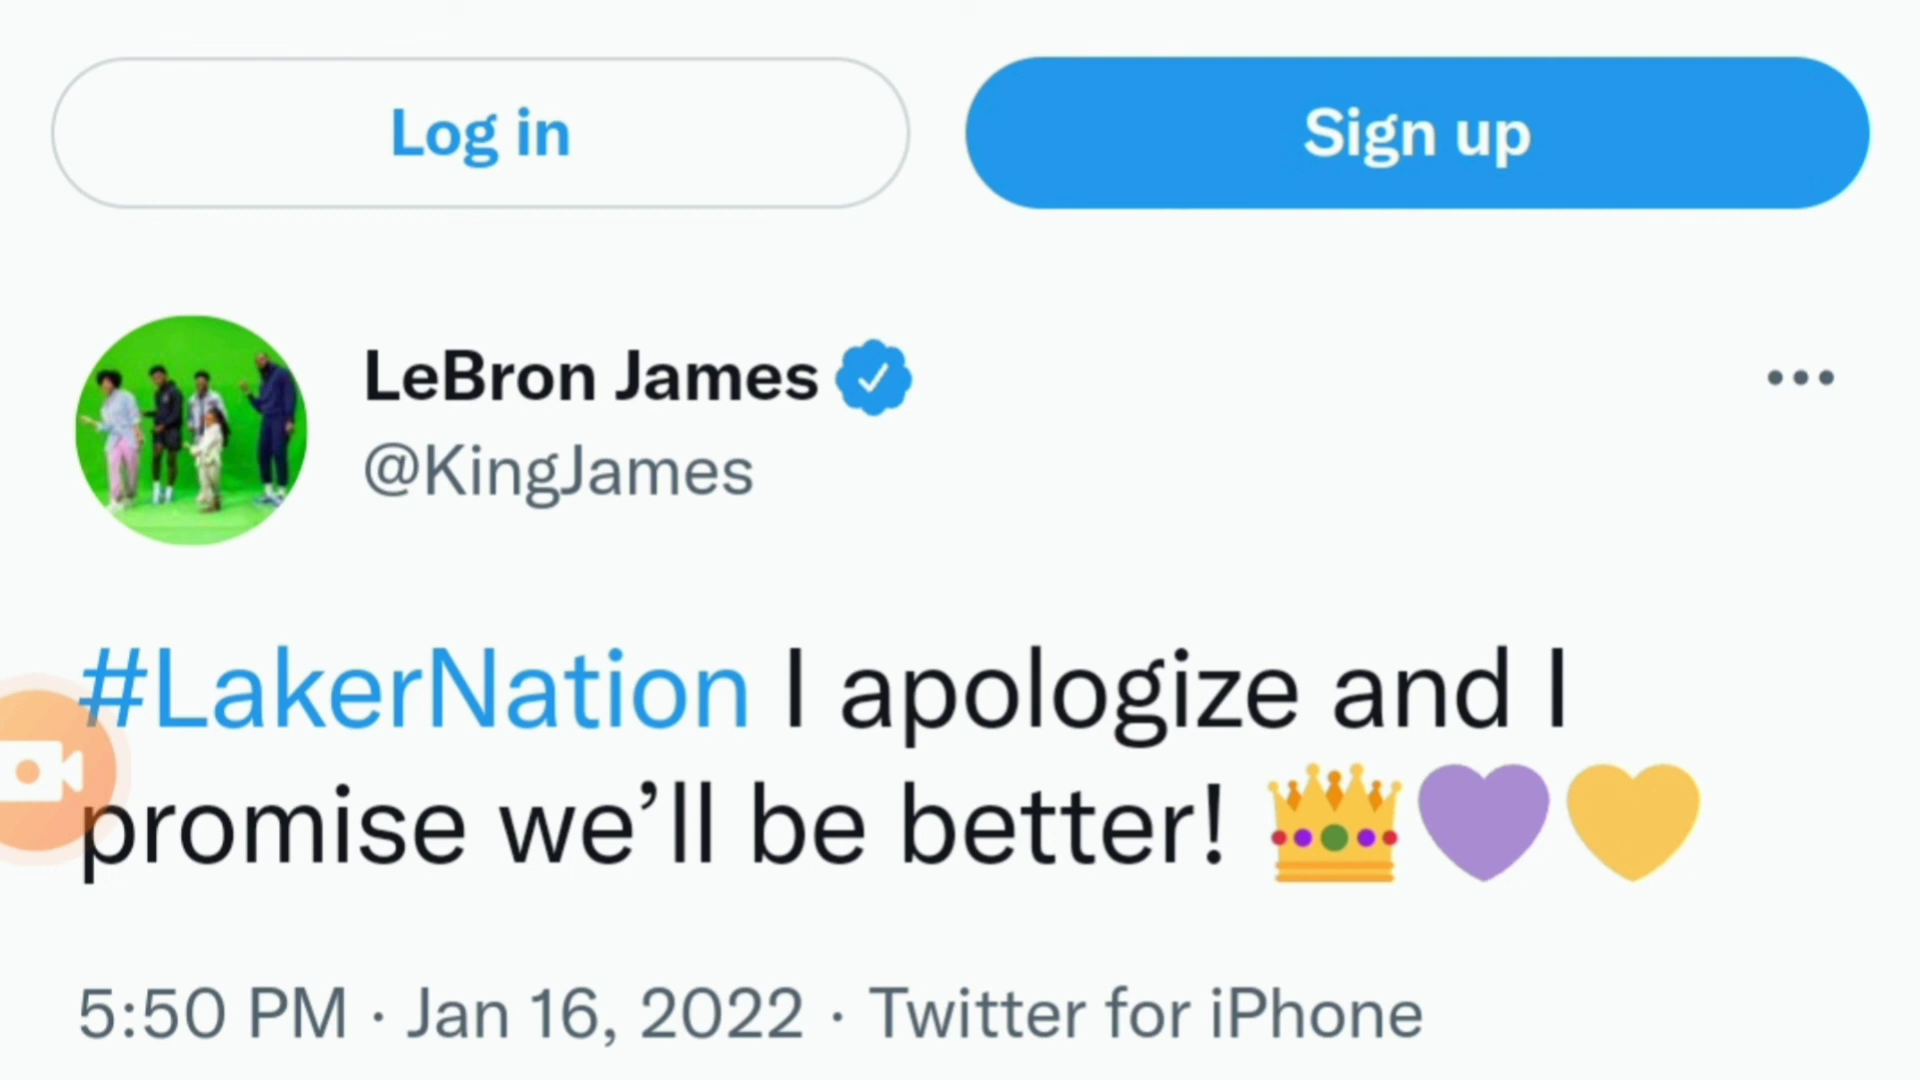 Log in
Sign up
LeBron James
@KingJames
#LakerNation I apologize and I
promise we’ll be better! 👑💜💛
5:50 PM · Jan 16, 2022 · Twitter for iPhone